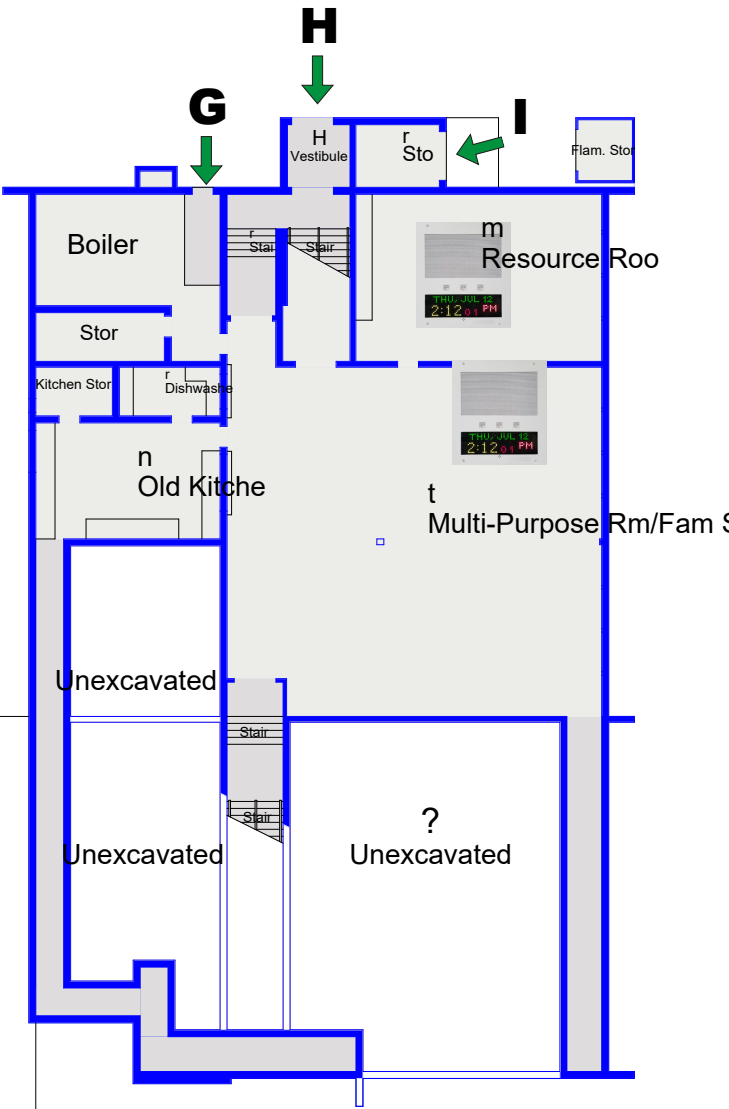 H
G
I
H
Vestibule
r
Sto
Flam. Stor
Boiler
r
Stai
Stair
m
Resource Roo
THU, JUL 12
2:12 01 PM
Stor
Kitchen Stor
r
Dishwashe
THU, JUL 12
2:12 01 PM
n
Old Kitche
t
Multi-Purpose Rm/Fam S
Unexcavated
Stair
Stair
?
Unexcavated
Unexcavated